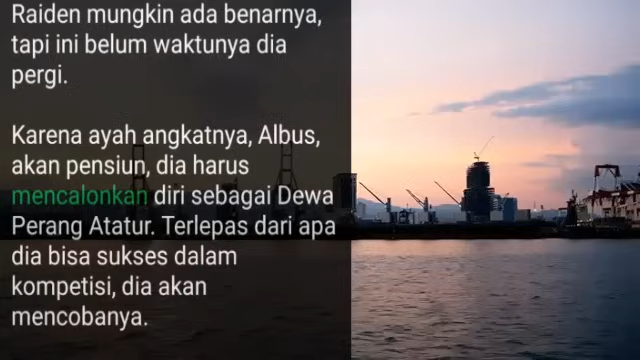 Raiden mungkin ada benarnya,
tapi ini belum waktunya dia
pergi.
Karena ayah angkatnya, Albus,
akan pensiun, dia harus
mencalonkan diri sebagai Dewa
Perang Atatur. Terlepas dari apa
dia bisa sukses dalam
kompetisi, dia akan
mencobanya.